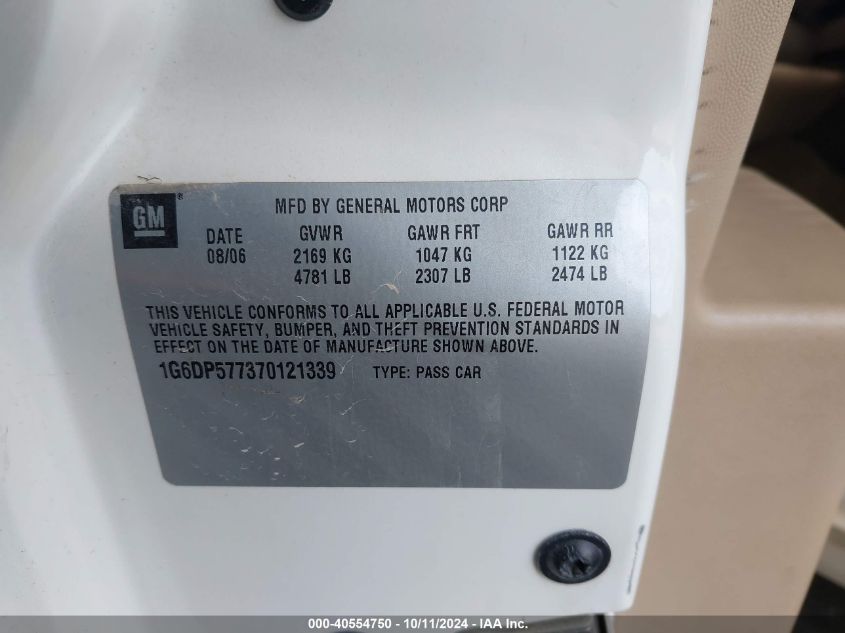 GM®
MFD BY GENERAL MOTORS CORP
DATE GVWR GAWR FRT GAWR RR
08/06 2169 KG 1047 KG 1122 KG
4781 LB 2307 LB 2474 LB
THIS VEHICLE CONFORMS TO ALL APPLICABLE U.S. FEDERAL MOTOR
VEHICLE SAFETY, BUMPER, AND THEFT PREVENTION STANDARDS IN
EFFECT ON THE DATE OF MANUFACTURE SHOWN ABOVE.
1G6DP577370121339 TYPE: PASS CAR
000-40554750 - 10/11/2024 - IAA Inc.